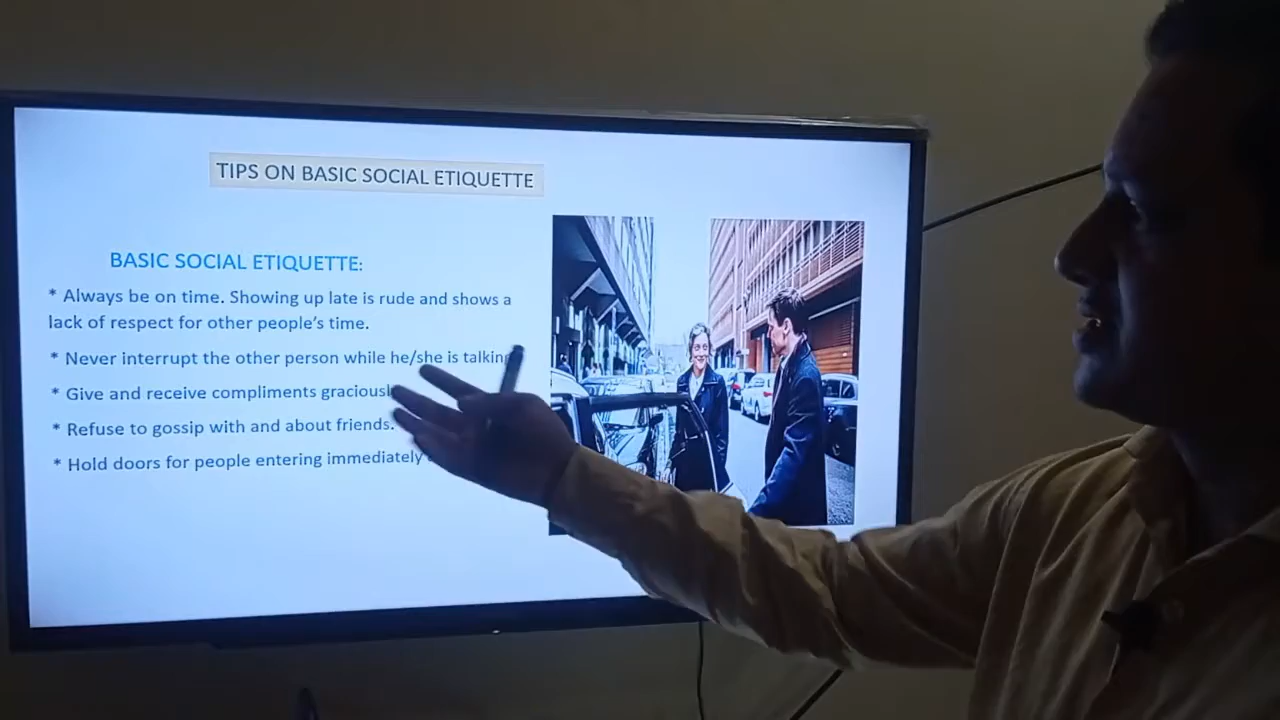 TIPS ON BASIC SOCIAL ETIQUETTE
BASIC SOCIAL ETIQUETTE:
* Always be on time. Showing up late is rude and shows a
lack of respect for other people's time.
* Never interrupt the other person while he/she is talking
* Give and receive compliments
* Refuse to gossip with and about friends.
* Hold doors for people entering immediately